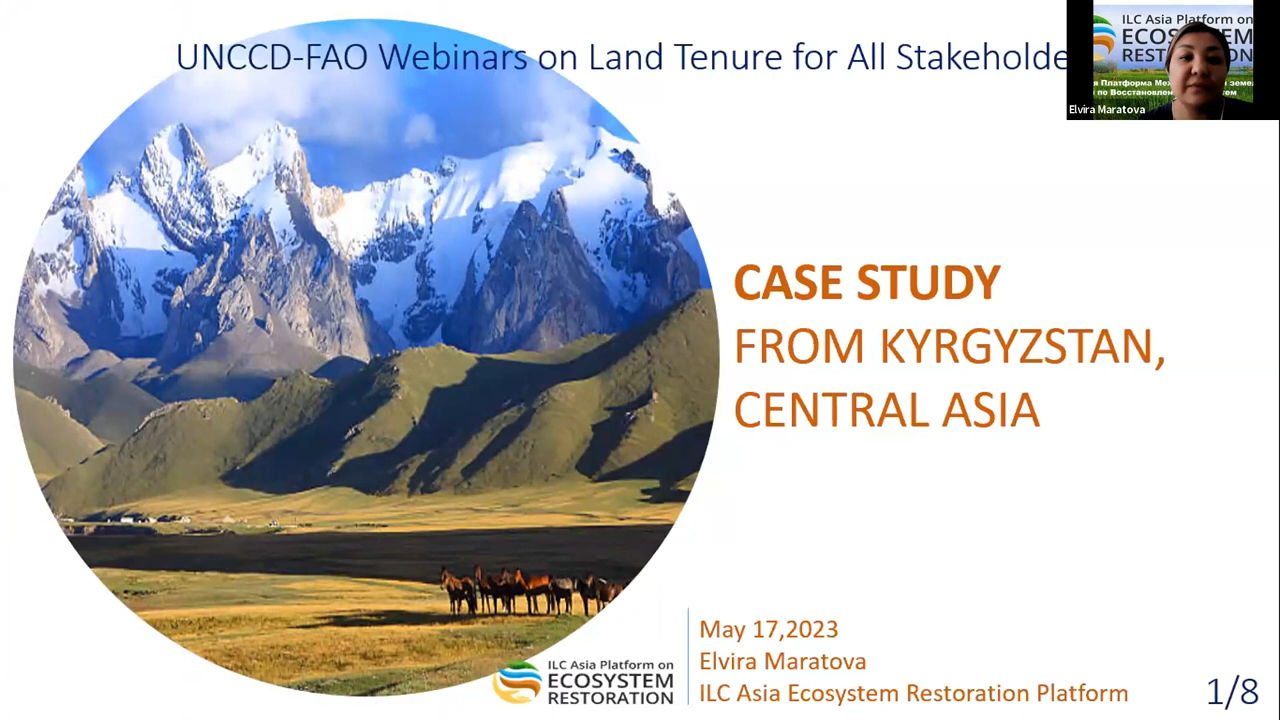 UNCCD-FAO Webinars on Land Tenure for All
ILC Asia Platform on
ECOSYSTEM
RESTORATION
Elvira Maratova
CASE STUDY
FROM KYRGYZSTAN,
CENTRAL ASIA
May 17,2023
Elvira Maratova
ILC Asia Ecosystem Restoration Platform
ILC Asia Platform on
ECOSYSTEM
RESTORATION
1/8